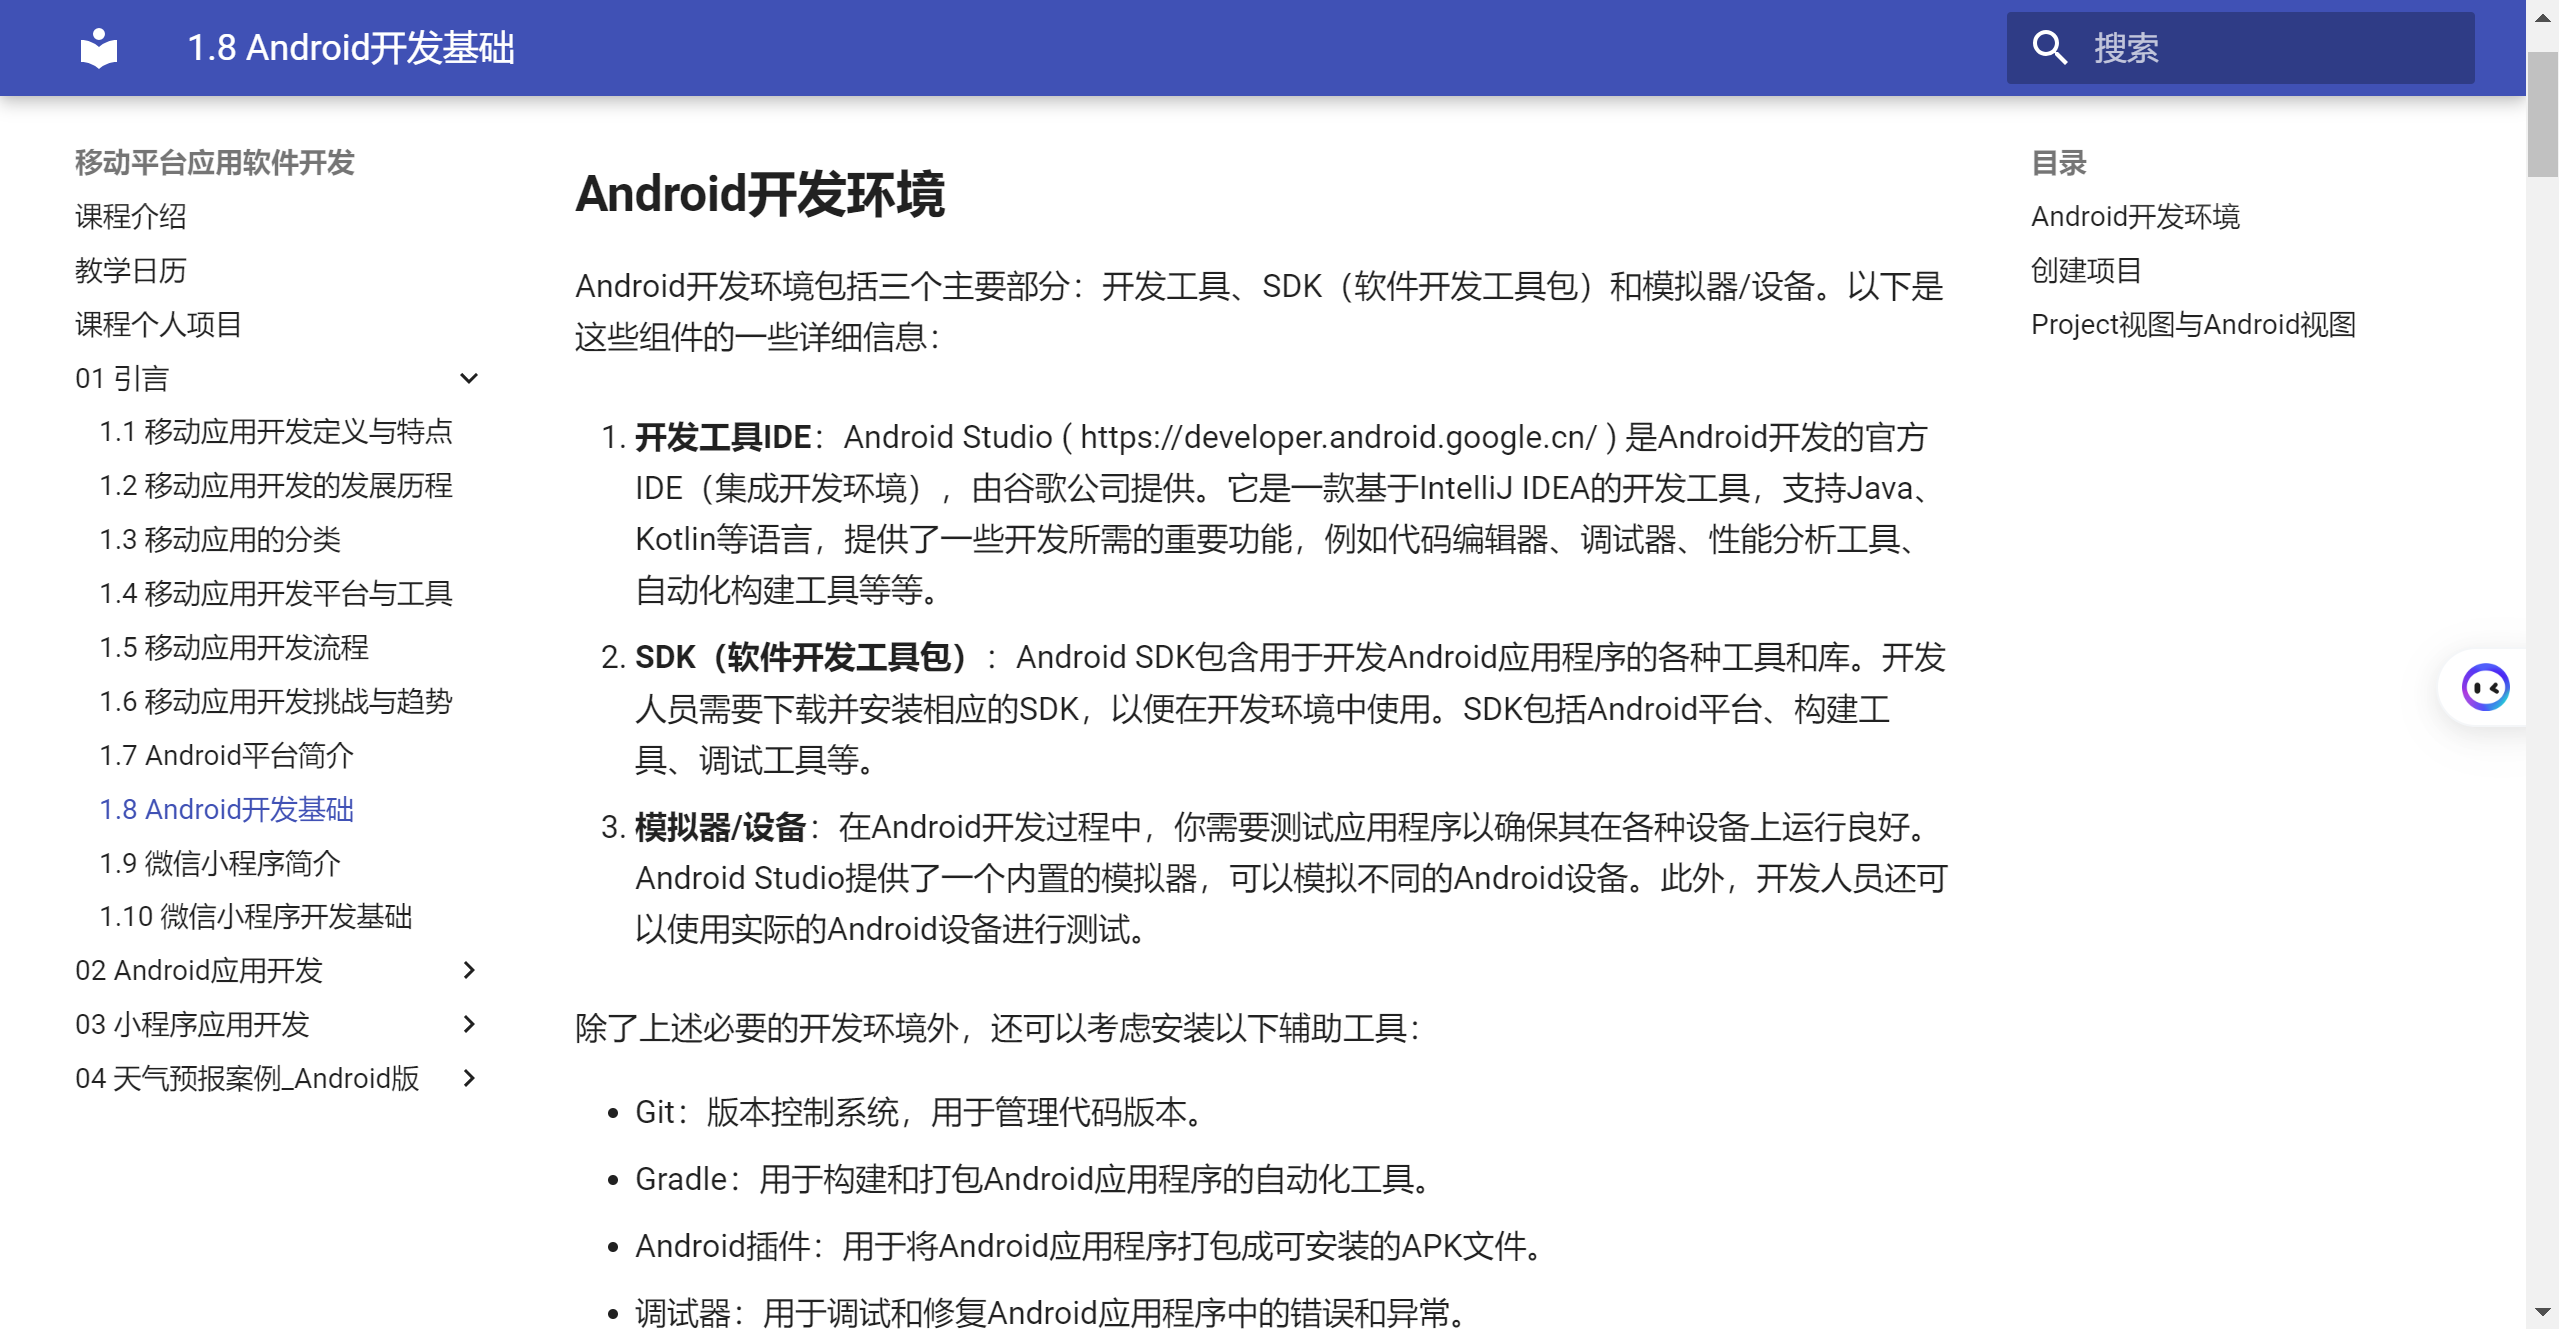 1.8 Android开发基础
搜索
移动平台应用软件开发
课程介绍
教学日历
课程个人项目
01 引言
1.1 移动应用开发定义与特点
1.2 移动应用开发的发展历程
1.3 移动应用的分类
1.4 移动应用开发平台与工具
1.5 移动应用开发流程
1.6 移动应用开发挑战与趋势
1.7 Android平台简介
1.8 Android开发基础
1.9 微信小程序简介
1.10 微信小程序开发基础
02 Android应用开发
03 小程序应用开发
04 天气预报案例_Android版
Android开发环境
Android开发环境包括三个主要部分：开发工具、SDK（软件开发工具包）和模拟器/设备。以下是
这些组件的一些详细信息：
1. 开发工具IDE：Android Studio ( https://developer.android.google.cn/ ) 是Android开发的官方
IDE（集成开发环境），由谷歌公司提供。它是一款基于IntelliJ IDEA的开发工具，支持Java、
Kotlin等语言，提供了一些开发所需的重要功能，例如代码编辑器、调试器、性能分析工具、
自动化构建工具等等。
2. SDK（软件开发工具包）：Android SDK包含用于开发Android应用程序的各种工具和库。开发
人员需要下载并安装相应的SDK，以便在开发环境中使用。SDK包括Android平台、构建工
具、调试工具等。
3. 模拟器/设备：在Android开发过程中，你需要测试应用程序以确保其在各种设备上运行良好。
Android Studio提供了一个内置的模拟器，可以模拟不同的Android设备。此外，开发人员还可
以使用实际的Android设备进行测试。
除了上述必要的开发环境外，还可以考虑安装以下辅助工具：
• Git：版本控制系统，用于管理代码版本。
• Gradle：用于构建和打包Android应用程序的自动化工具。
• Android插件：用于将Android应用程序打包成可安装的APK文件。
• 调试器：用于调试和修复Android应用程序中的错误和异常。
目录
Android开发环境
创建项目
Project视图与Android视图